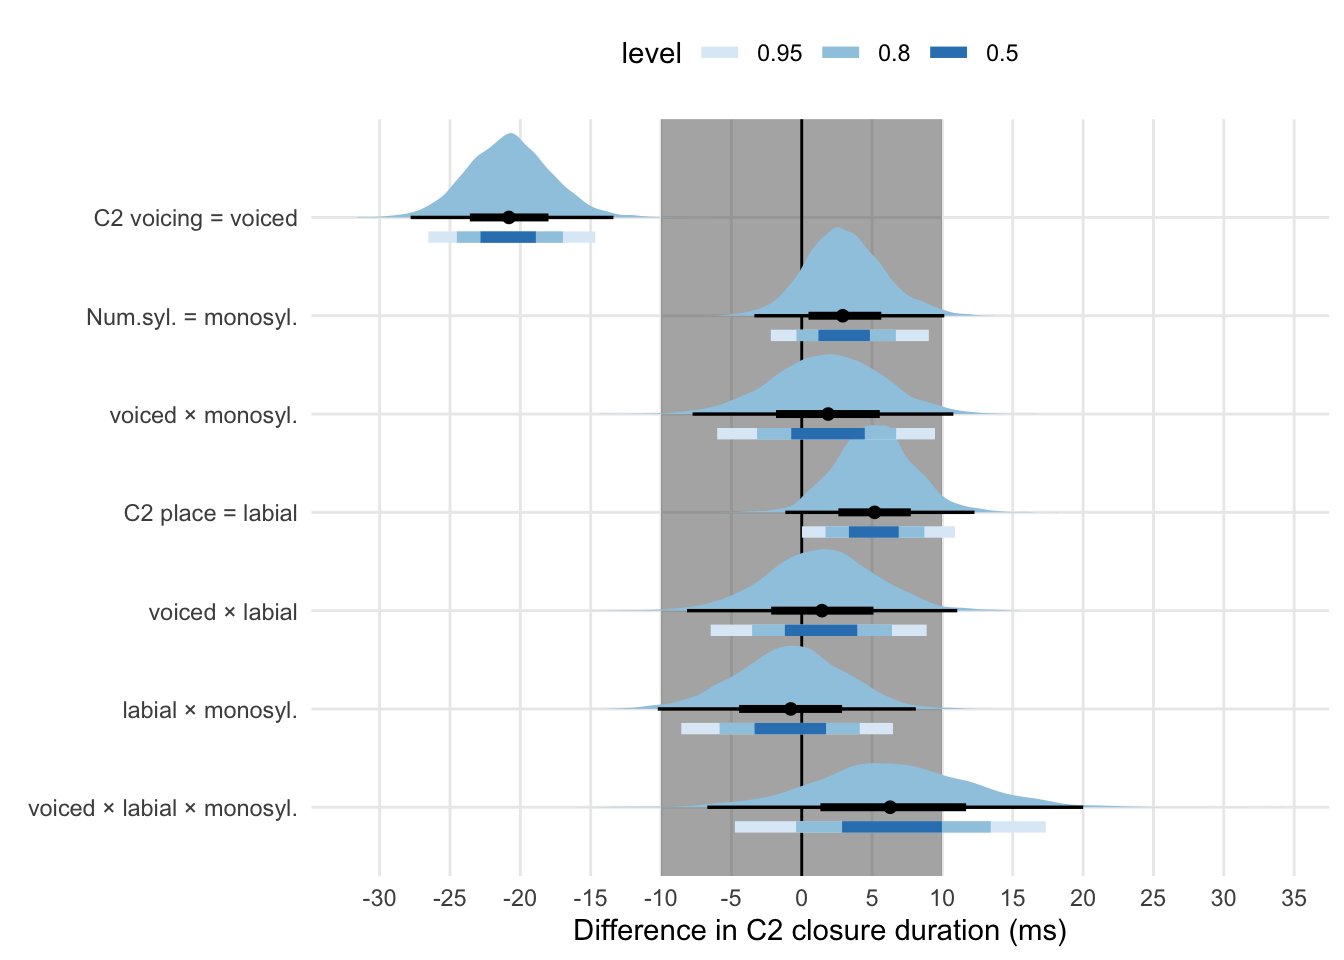 level 0.95 0.8 0.5
C2 voicing = voiced
Num.syl. = monosyl.
voiced × monosyl.
C2 place = labial
voiced × labial
labial × monosyl.
voiced × labial × monosyl.
-30 -25 -20 -15 -10 -5 0 5 10 15 20 25 30 35
Difference in C2 closure duration (ms)